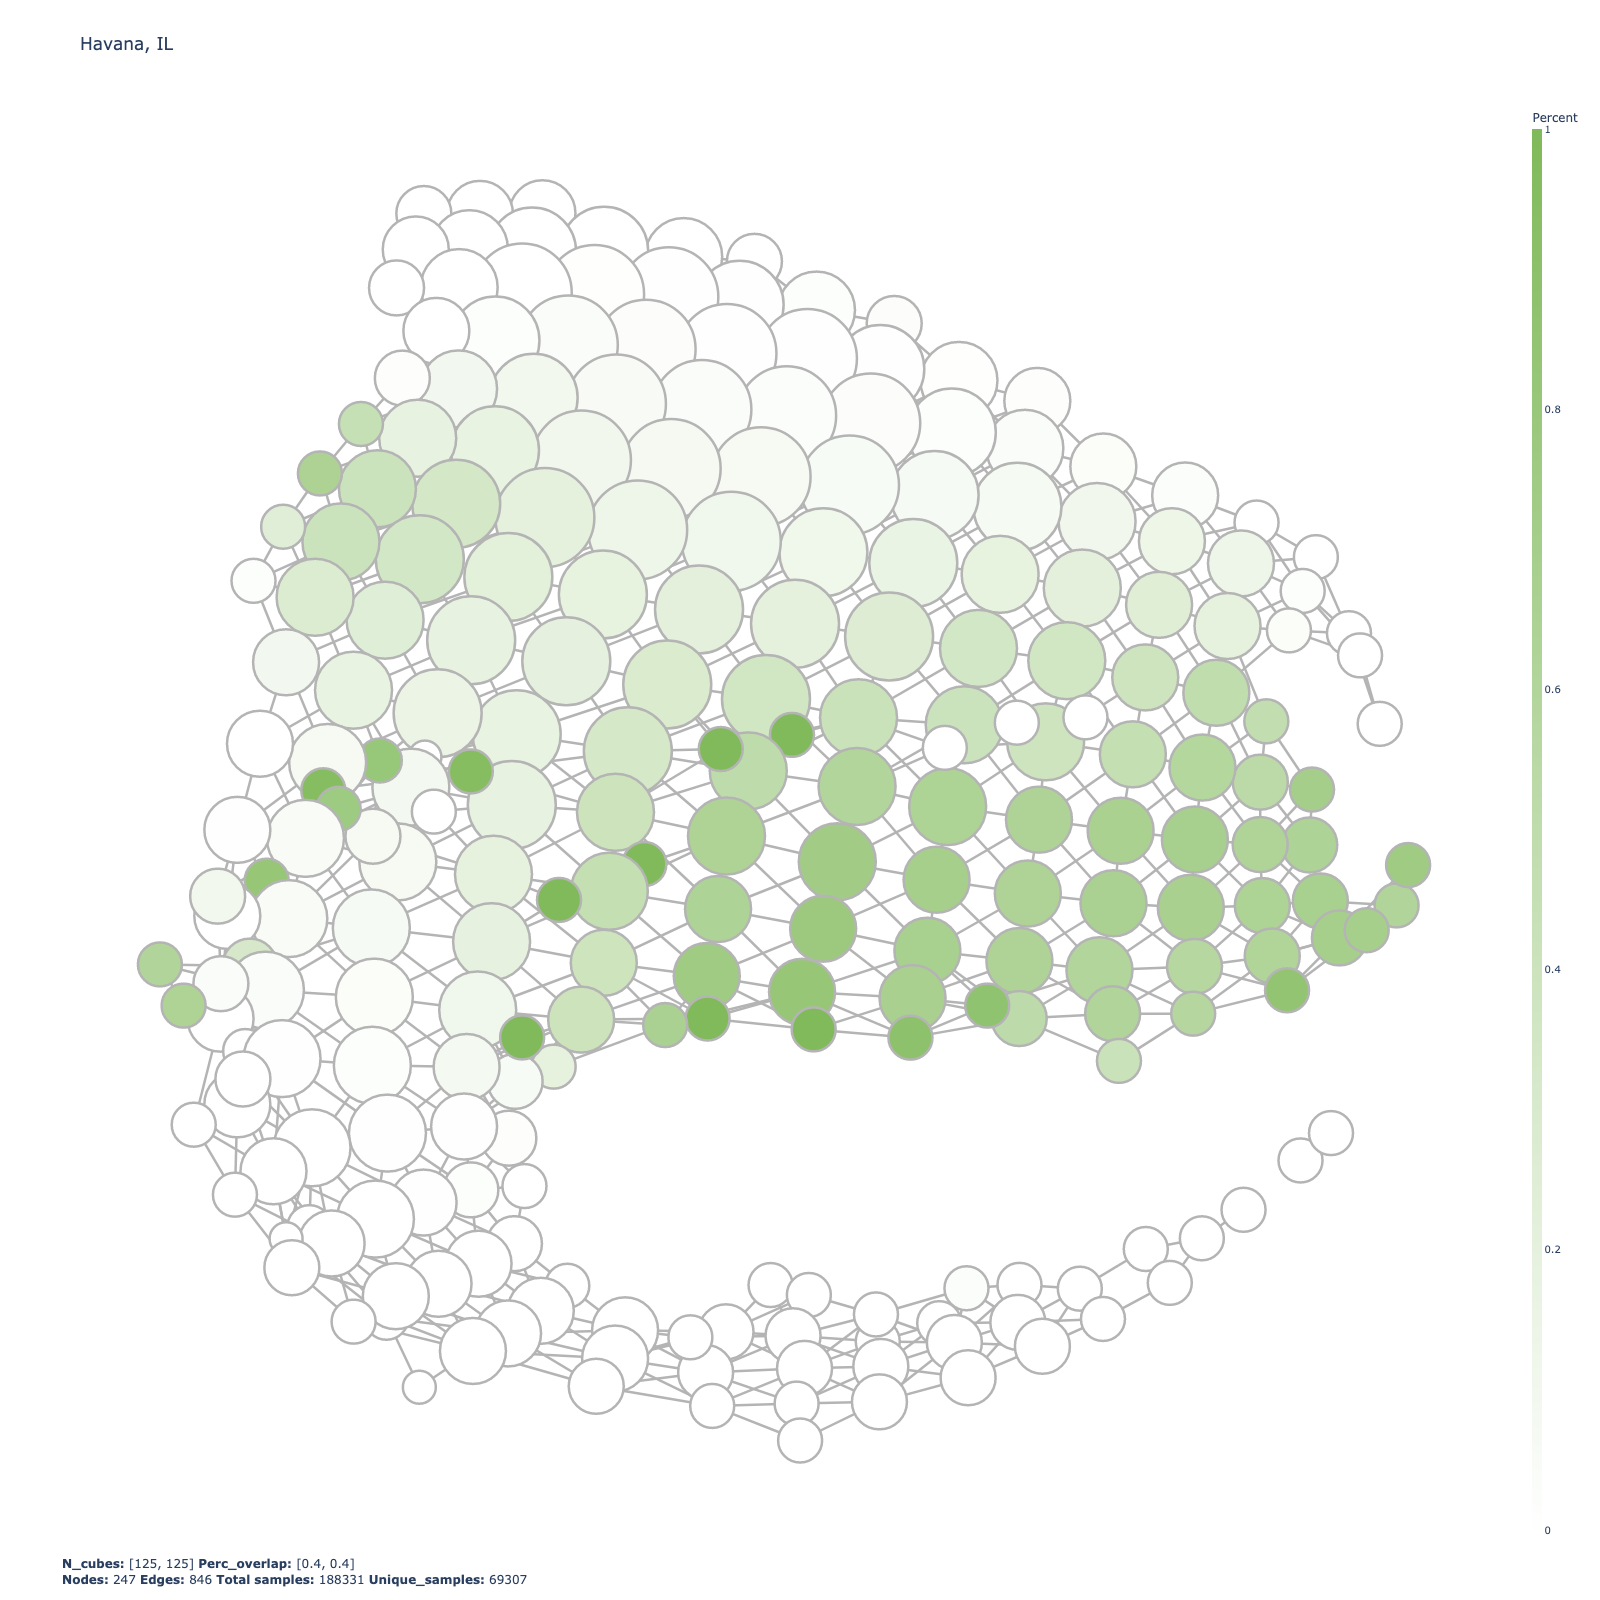 Havana, IL
Percent
1
0.8
0.6
0.4
0.2
0
N_cubes: [125, 125] Perc_overlap: [0.4, 0.4]
Nodes: 247 Edges: 846 Total samples: 188331 Unique_samples: 69307